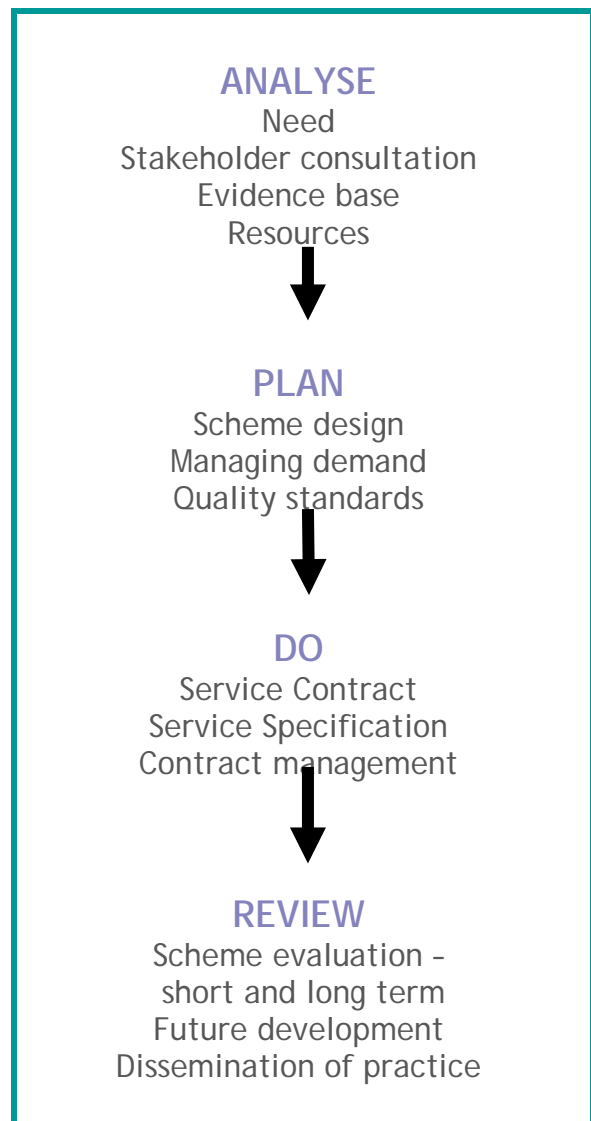 ANALYSE
Need
Stakeholder consultation
Evidence base
Resources
PLAN
Scheme design
Managing demand
Quality standards
DO
Service Contract
Service Specification
Contract management
REVIEW
Scheme evaluation –
short and long term
Future development
Dissemination of practice